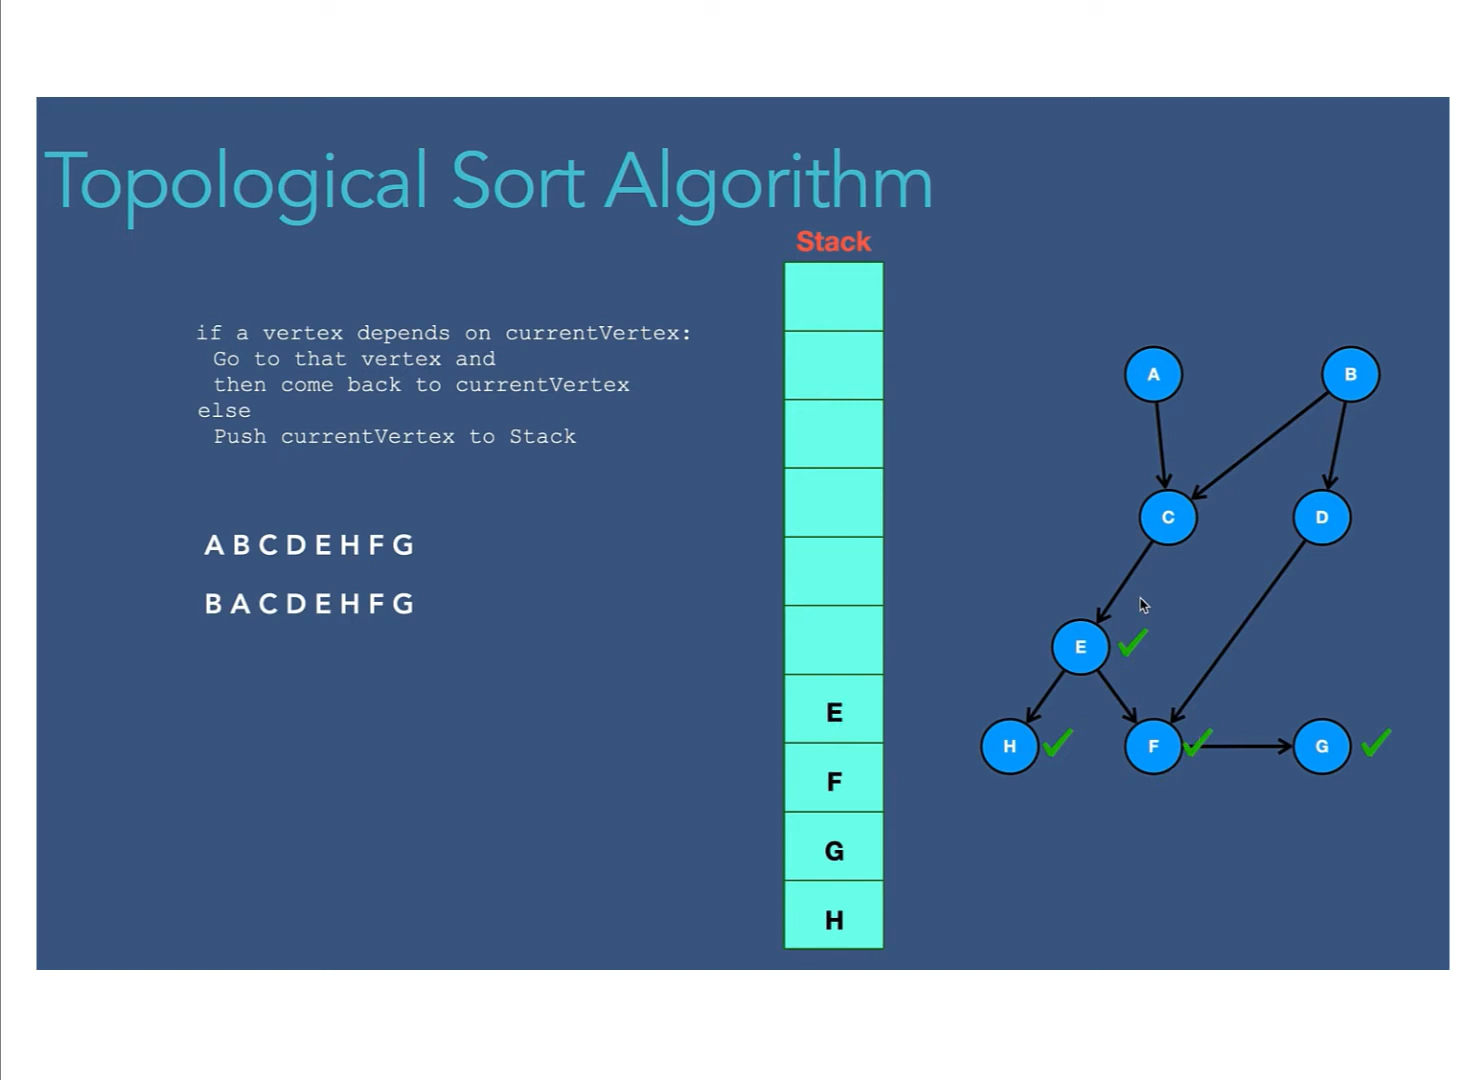 Topological Sort Algorithm
Stack
if a vertex depends on currentVertex:
Go to that vertex and
then come back to currentVertex
else
Push currentVertex to Stack
A B C D E H F G
B A C D E H F G
E
F
G
H
A
B
C
D
E
H
F
G